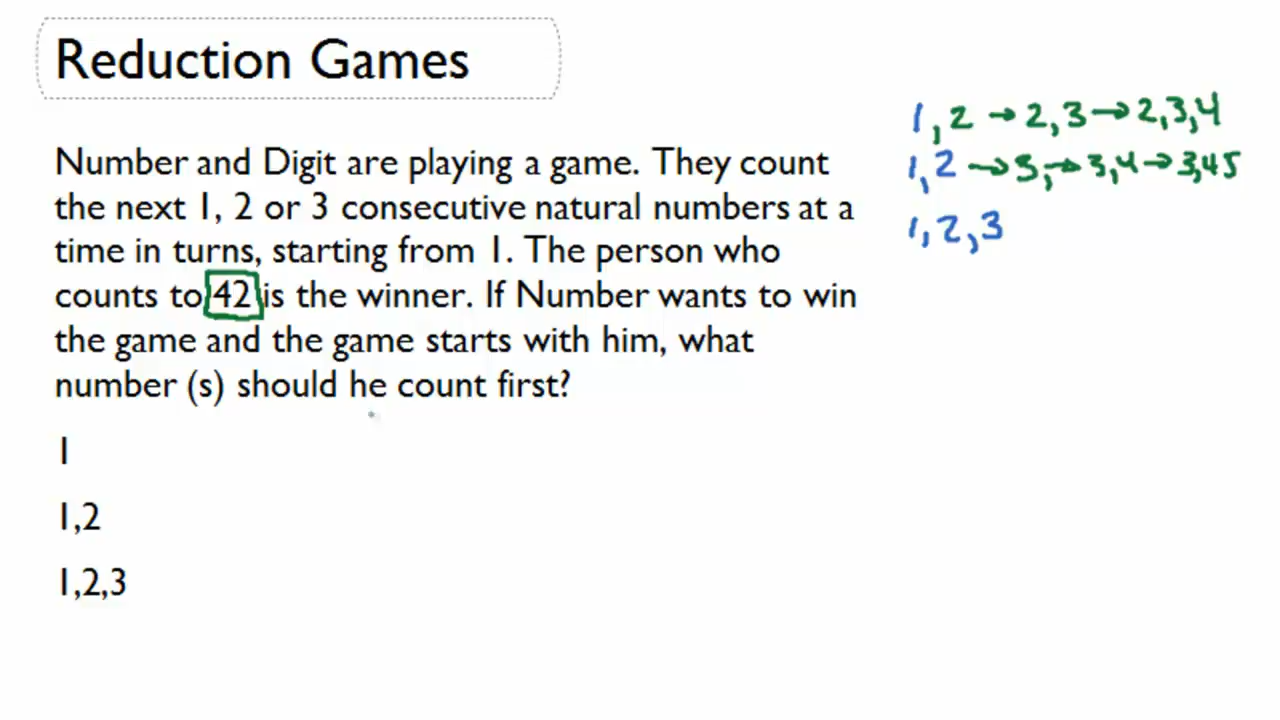 Reduction Games
1, 2 → 2, 3 → 2,3,4
Number and Digit are playing a game. They count
1, 2 → 3, → 3,4 → 3,45
the next 1, 2 or 3 consecutive natural numbers at a
1,2,3
time in turns, starting from 1. The person who
counts to 42 is the winner. If Number wants to win
the game and the game starts with him, what
number (s) should he count first?
1
1,2
1,2,3